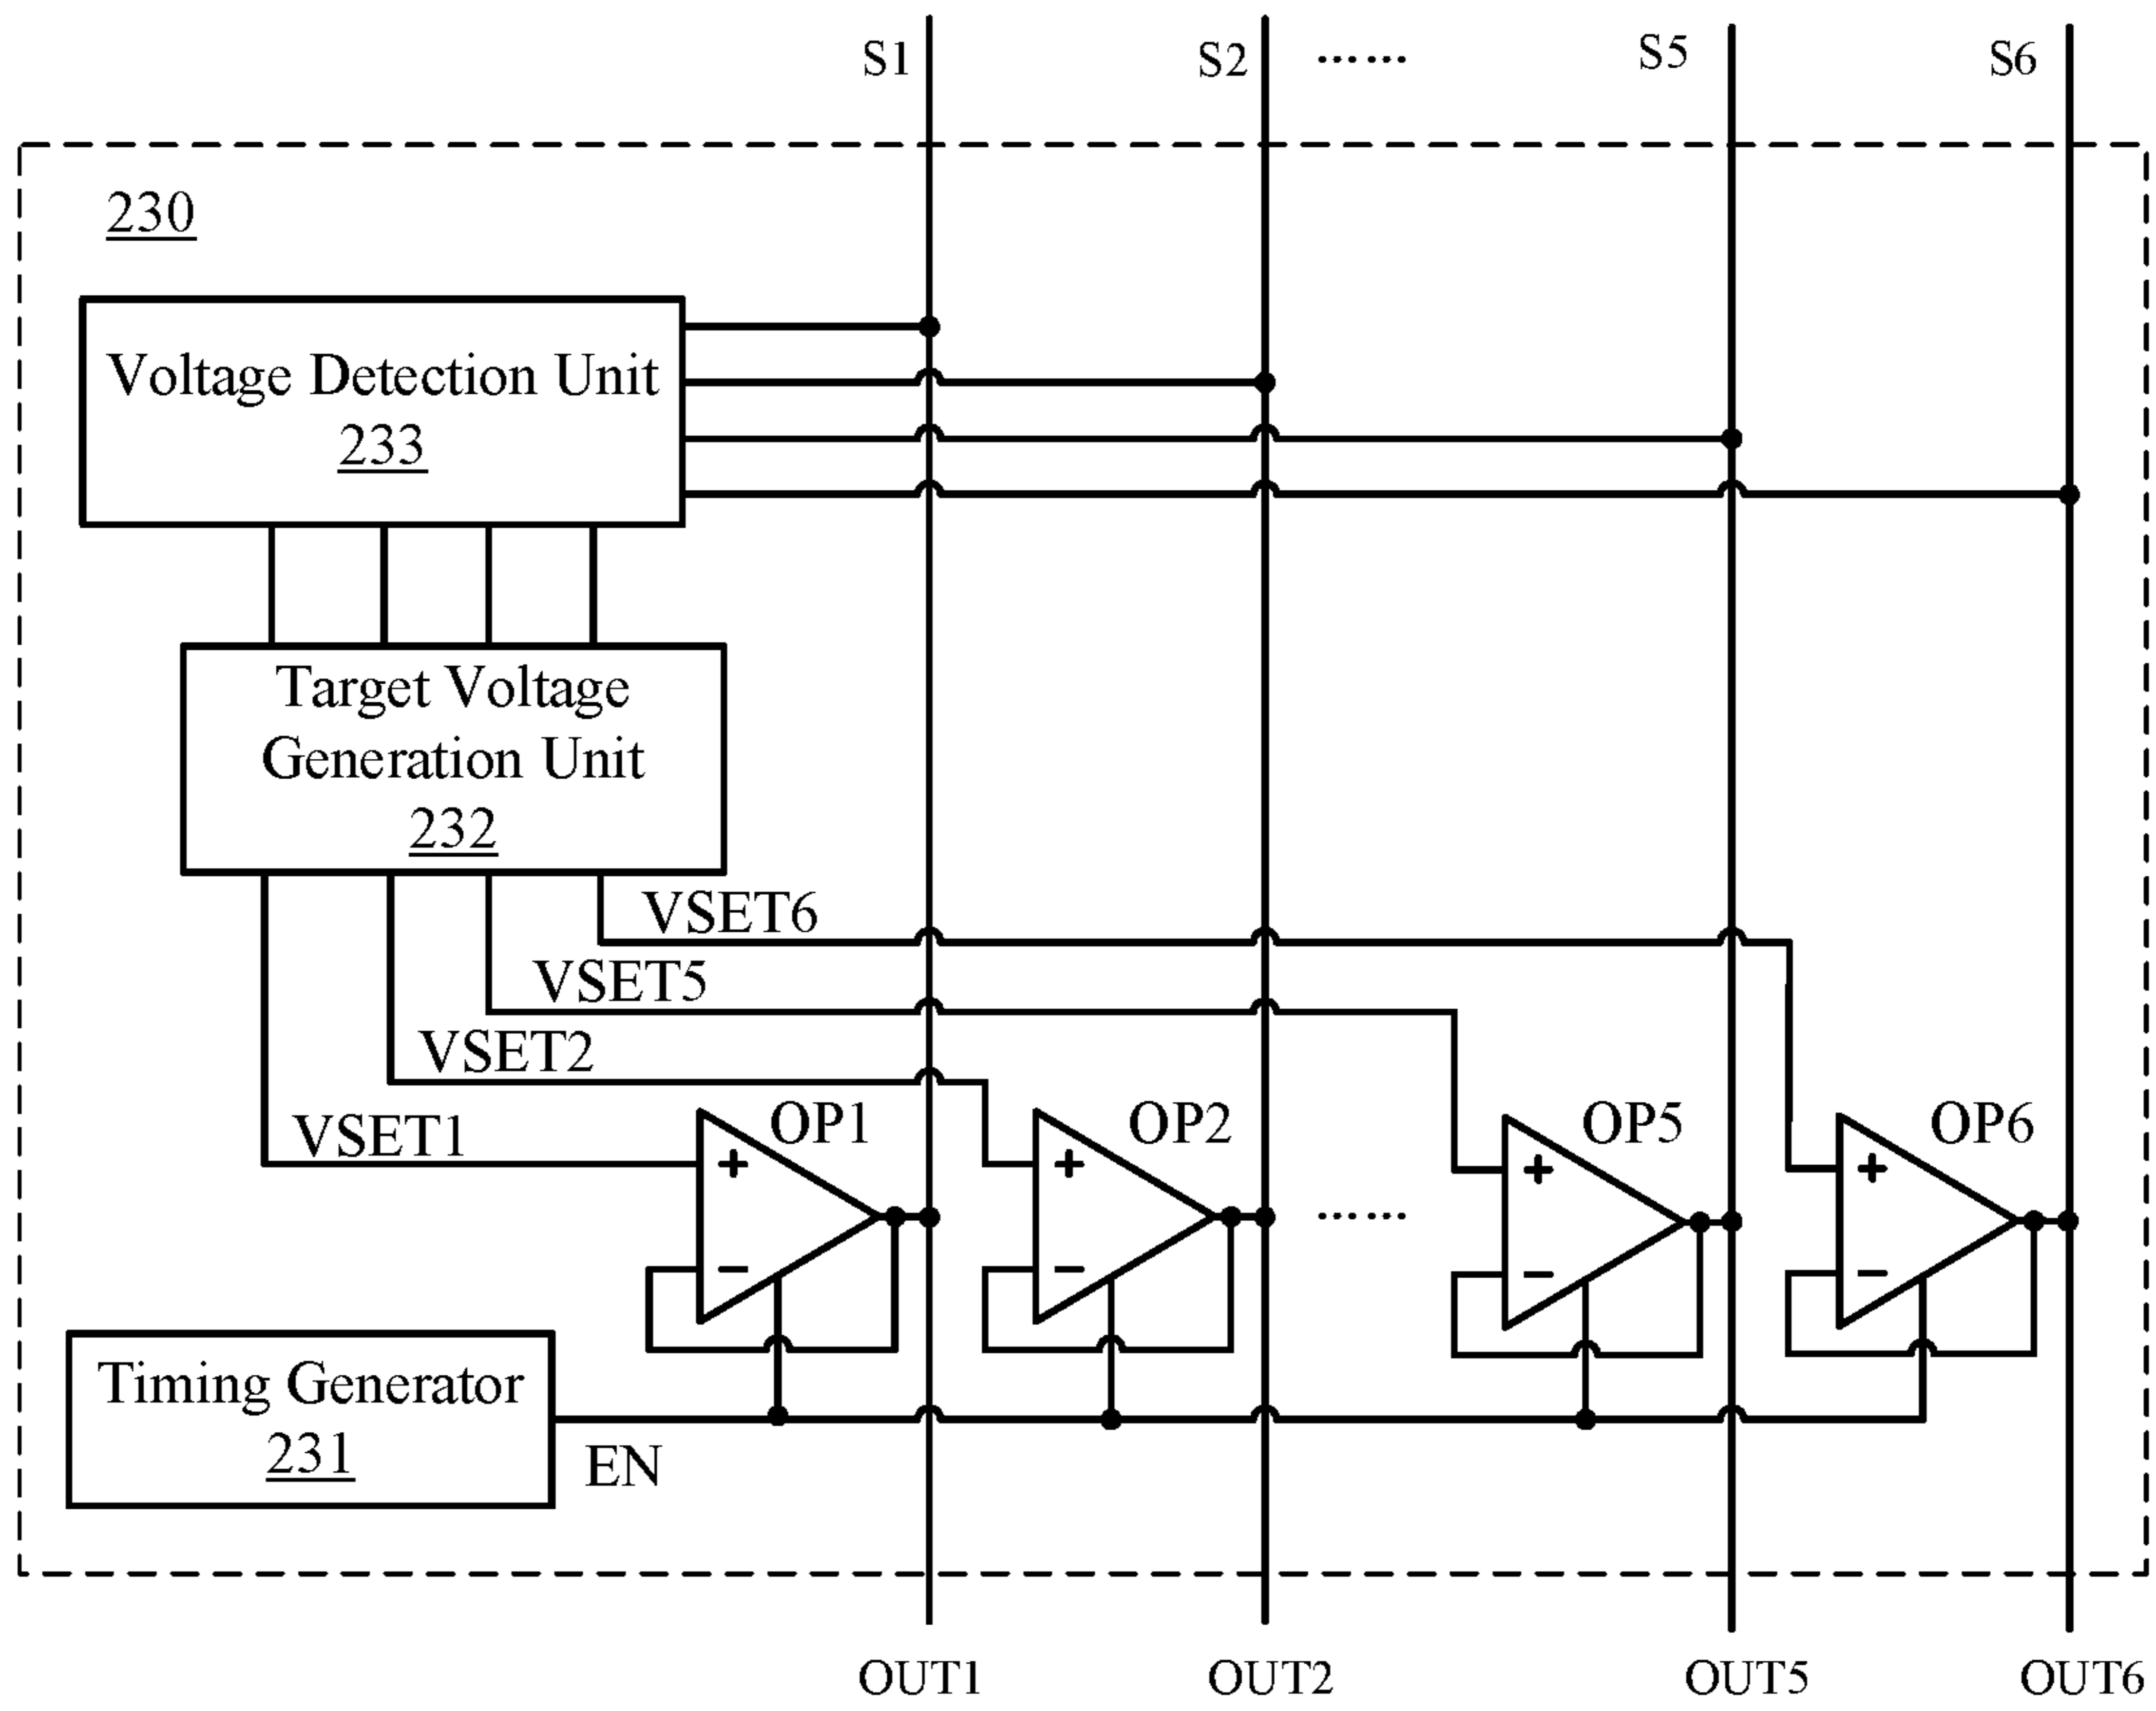 S1
S2
......
S5
S6
230
Voltage Detection Unit
233
Target Voltage
Generation Unit
232
VSET6
VSET5
VSET2
VSET1
OP1
OP2
OP5
OP6
+
+
+
+
......
−
−
−
−
Timing Generator
231
EN
OUT1
OUT2
OUT5
OUT6